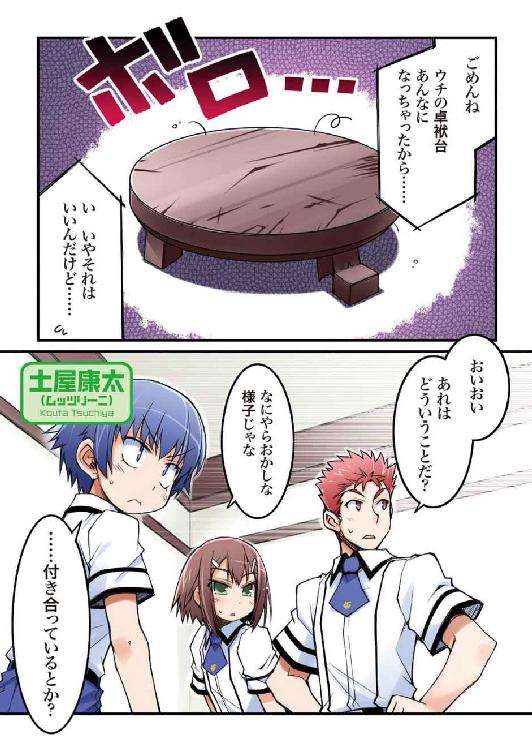 ごめんね
ウチの卓袱台
あんなに
なっちゃったから……
ボロ…
い いやそれは
いいんだけど……
おいおい
あれは
どういうことだ?
なにやらおかしな
様子じゃな
土屋康太
(ムッツリーニ)
Kouta Tsuchiya
……付き合っているとか?